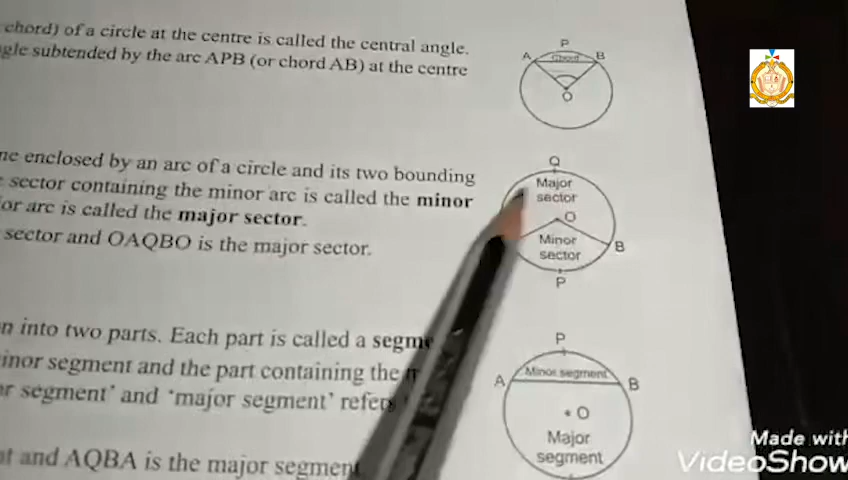 chord) of a circle at the centre is called the central angle.
gle subtended by the arc APB (or chord AB) at the centre
P
A
Chord
B
O
ne enclosed by an arc of a circle and its two bounding
sector containing the minor arc is called the minor
or arc is called the major sector.
sector and OAQBO is the major sector.
Q
Major
sector
O
Minor
sector
B
P
n into two parts. Each part is called a segme
inor segment and the part containing the
r segment' and 'major segment' refers
t and AQBA is the major segment
P
Minor segment
A
B
O
Major
segment
Made with
VideoShow